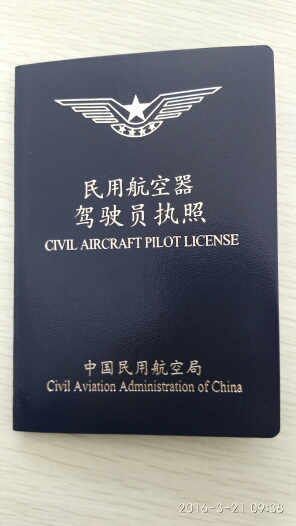 民用航空器
驾驶员执照
CIVIL AIRCRAFT PILOT LICENSE
中国民用航空局
Civil Aviation Administration of China
2016-3-21 09:38